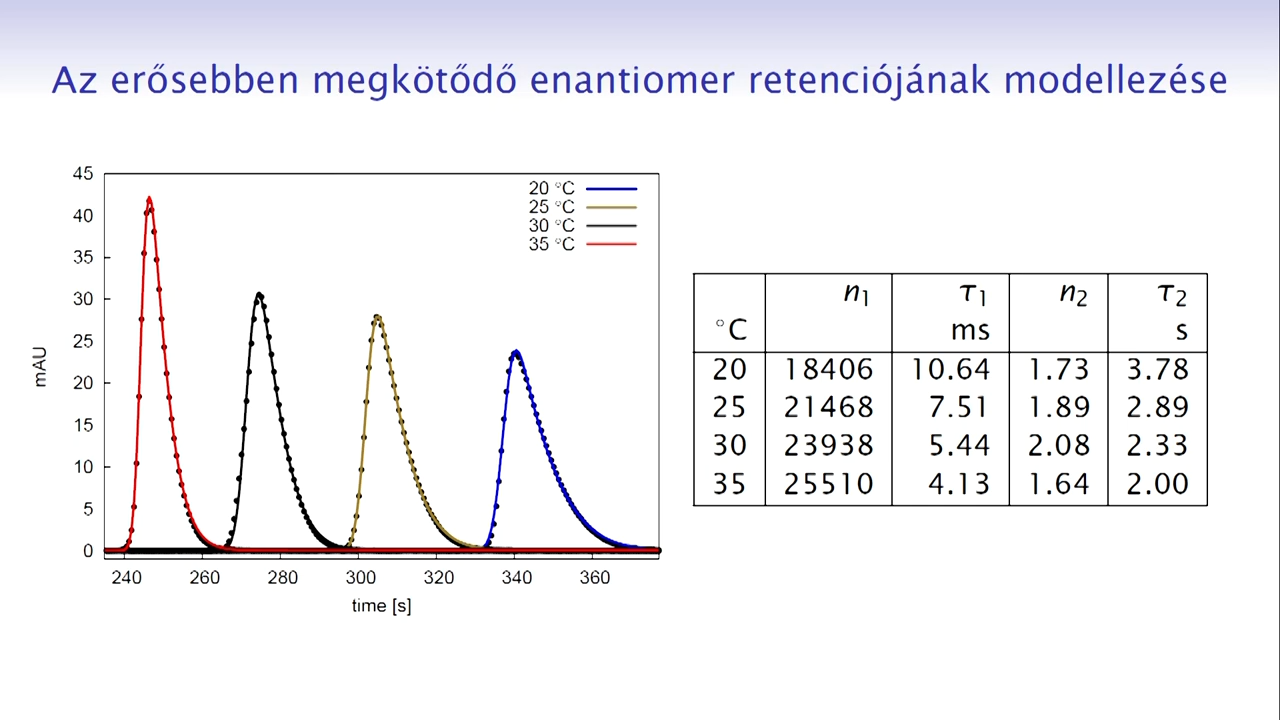 Az erősebben megkötődő enantiomer retenciójának modellezése
45
40
35
30
25
20
15
10
5
0
mAU
240 260 280 300 320 340 360
time [s]
20 °C
25 °C
30 °C
35 °C
n₁ τ₁ n₂ τ₂
°C ms s
20 18406 10.64 1.73 3.78
25 21468 7.51 1.89 2.89
30 23938 5.44 2.08 2.33
35 25510 4.13 1.64 2.00